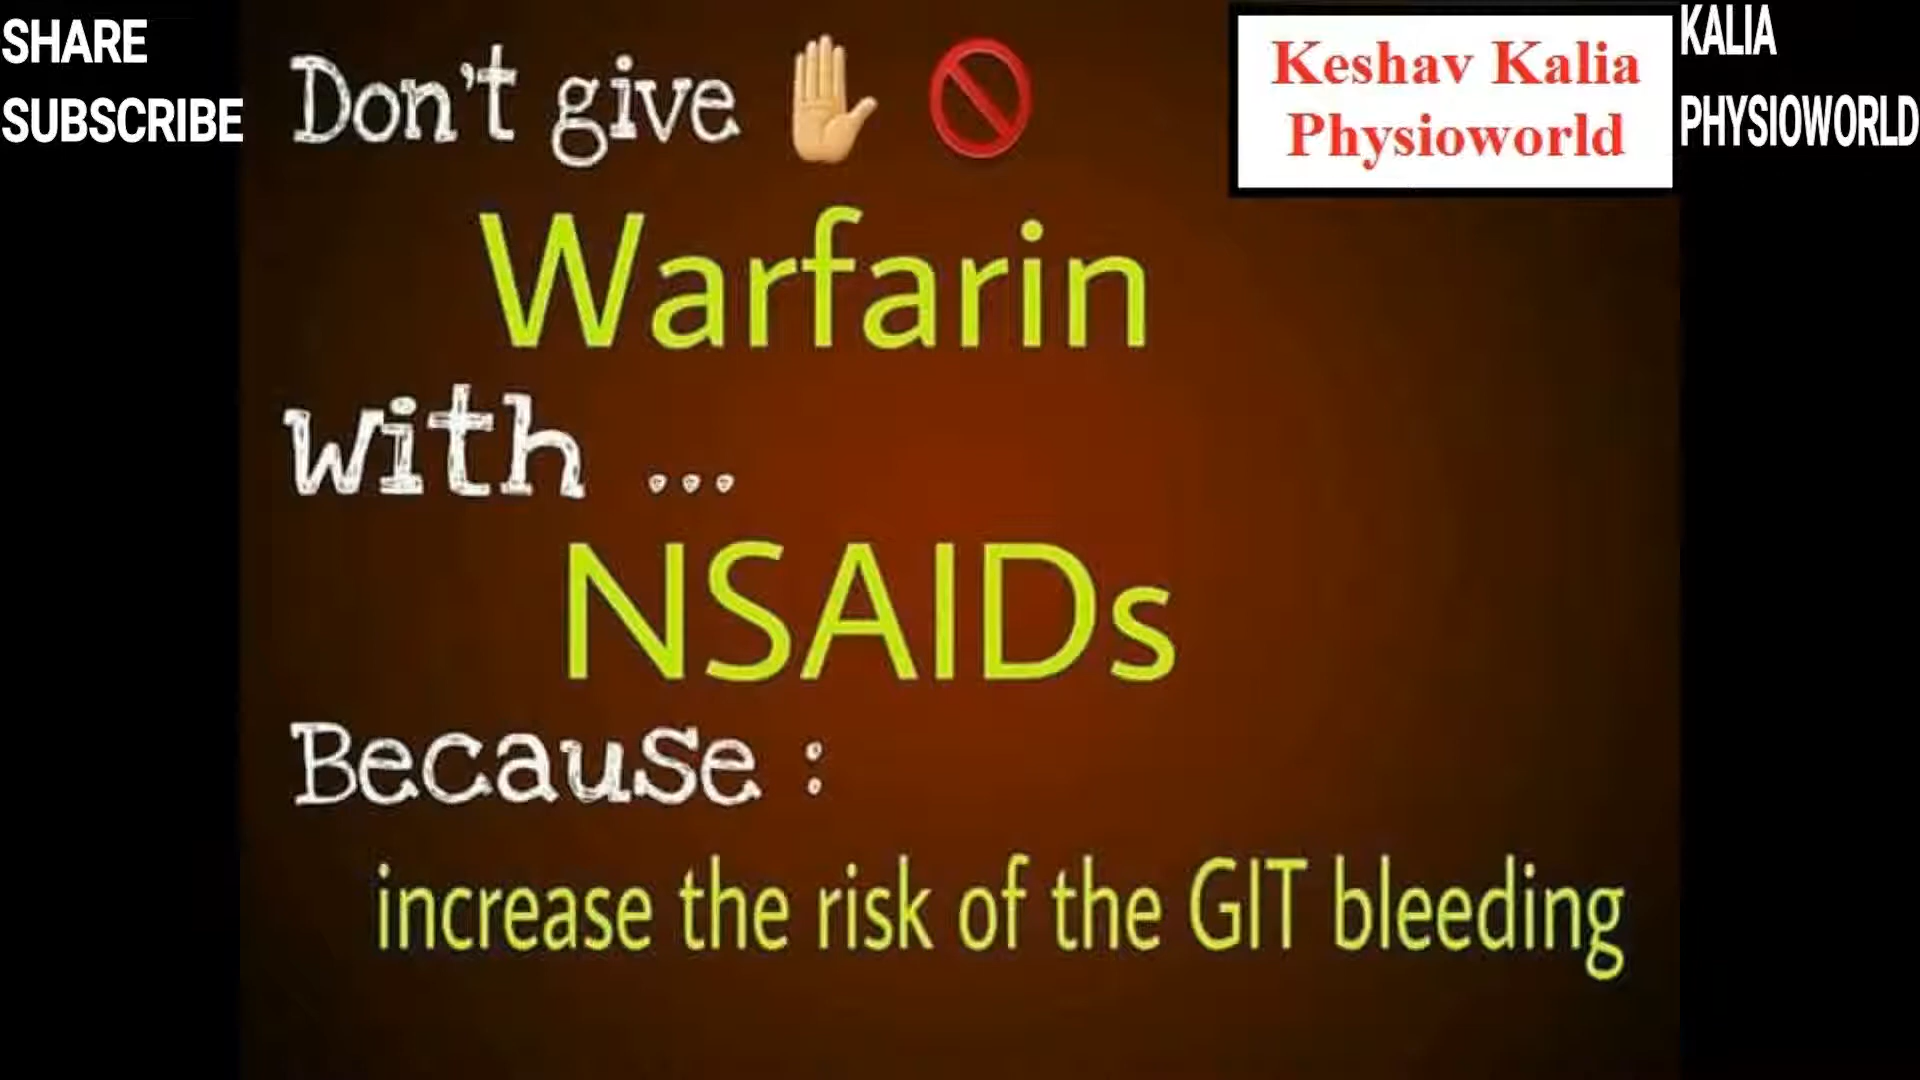 SHARE
SUBSCRIBE
Don't give
Keshav Kalia
Physioworld
KALIA
PHYSIOWORLD
Warfarin
with ...
NSAIDs
Because :
increase the risk of the GIT bleeding